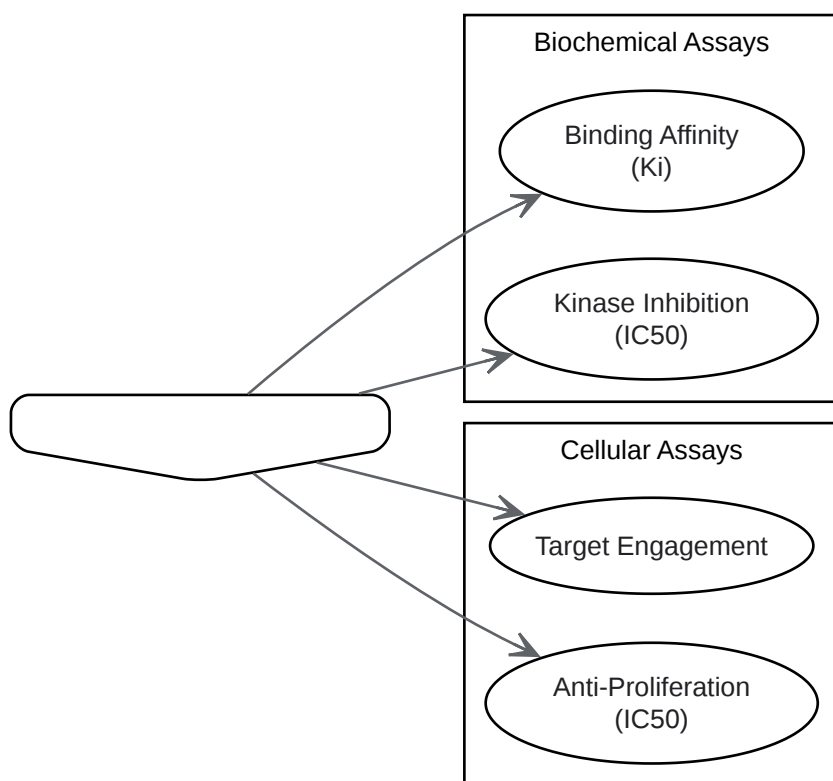 Biochemical Assays
Binding Affinity
(Ki)
Kinase Inhibition
(IC50)
Cellular Assays
Target Engagement
Anti-Proliferation
(IC50)